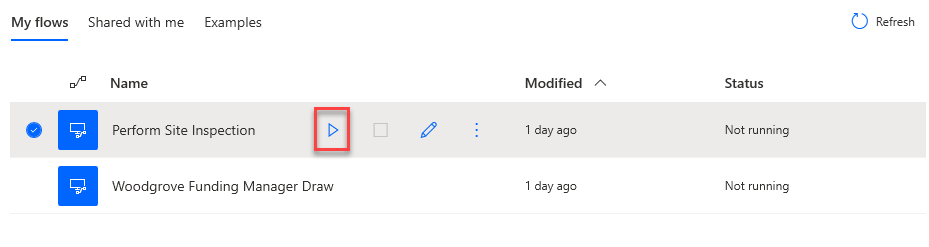 My flows Shared with me Examples Refresh
Name Modified Status
Perform Site Inspection 1 day ago Not running
Woodgrove Funding Manager Draw 1 day ago Not running